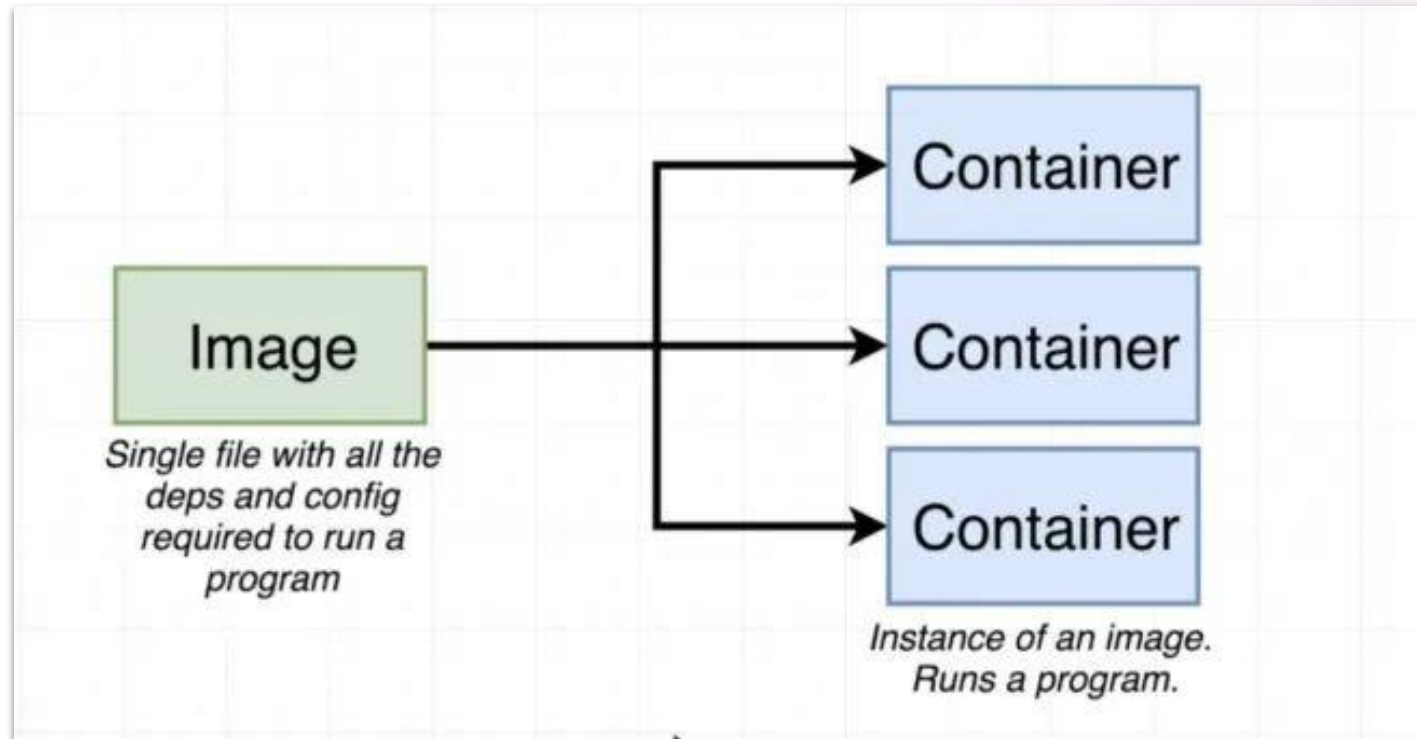 Image
Single file with all the
deps and config
required to run a
program
Container
Container
Container
Instance of an image.
Runs a program.